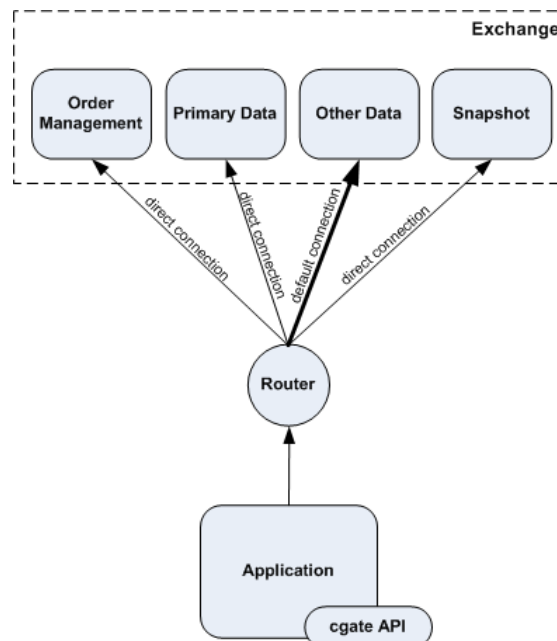 Exchange
Order
Management
Primary Data
Other Data
Snapshot
direct connection
direct connection
default connection
direct connection
Router
Application
cgate API